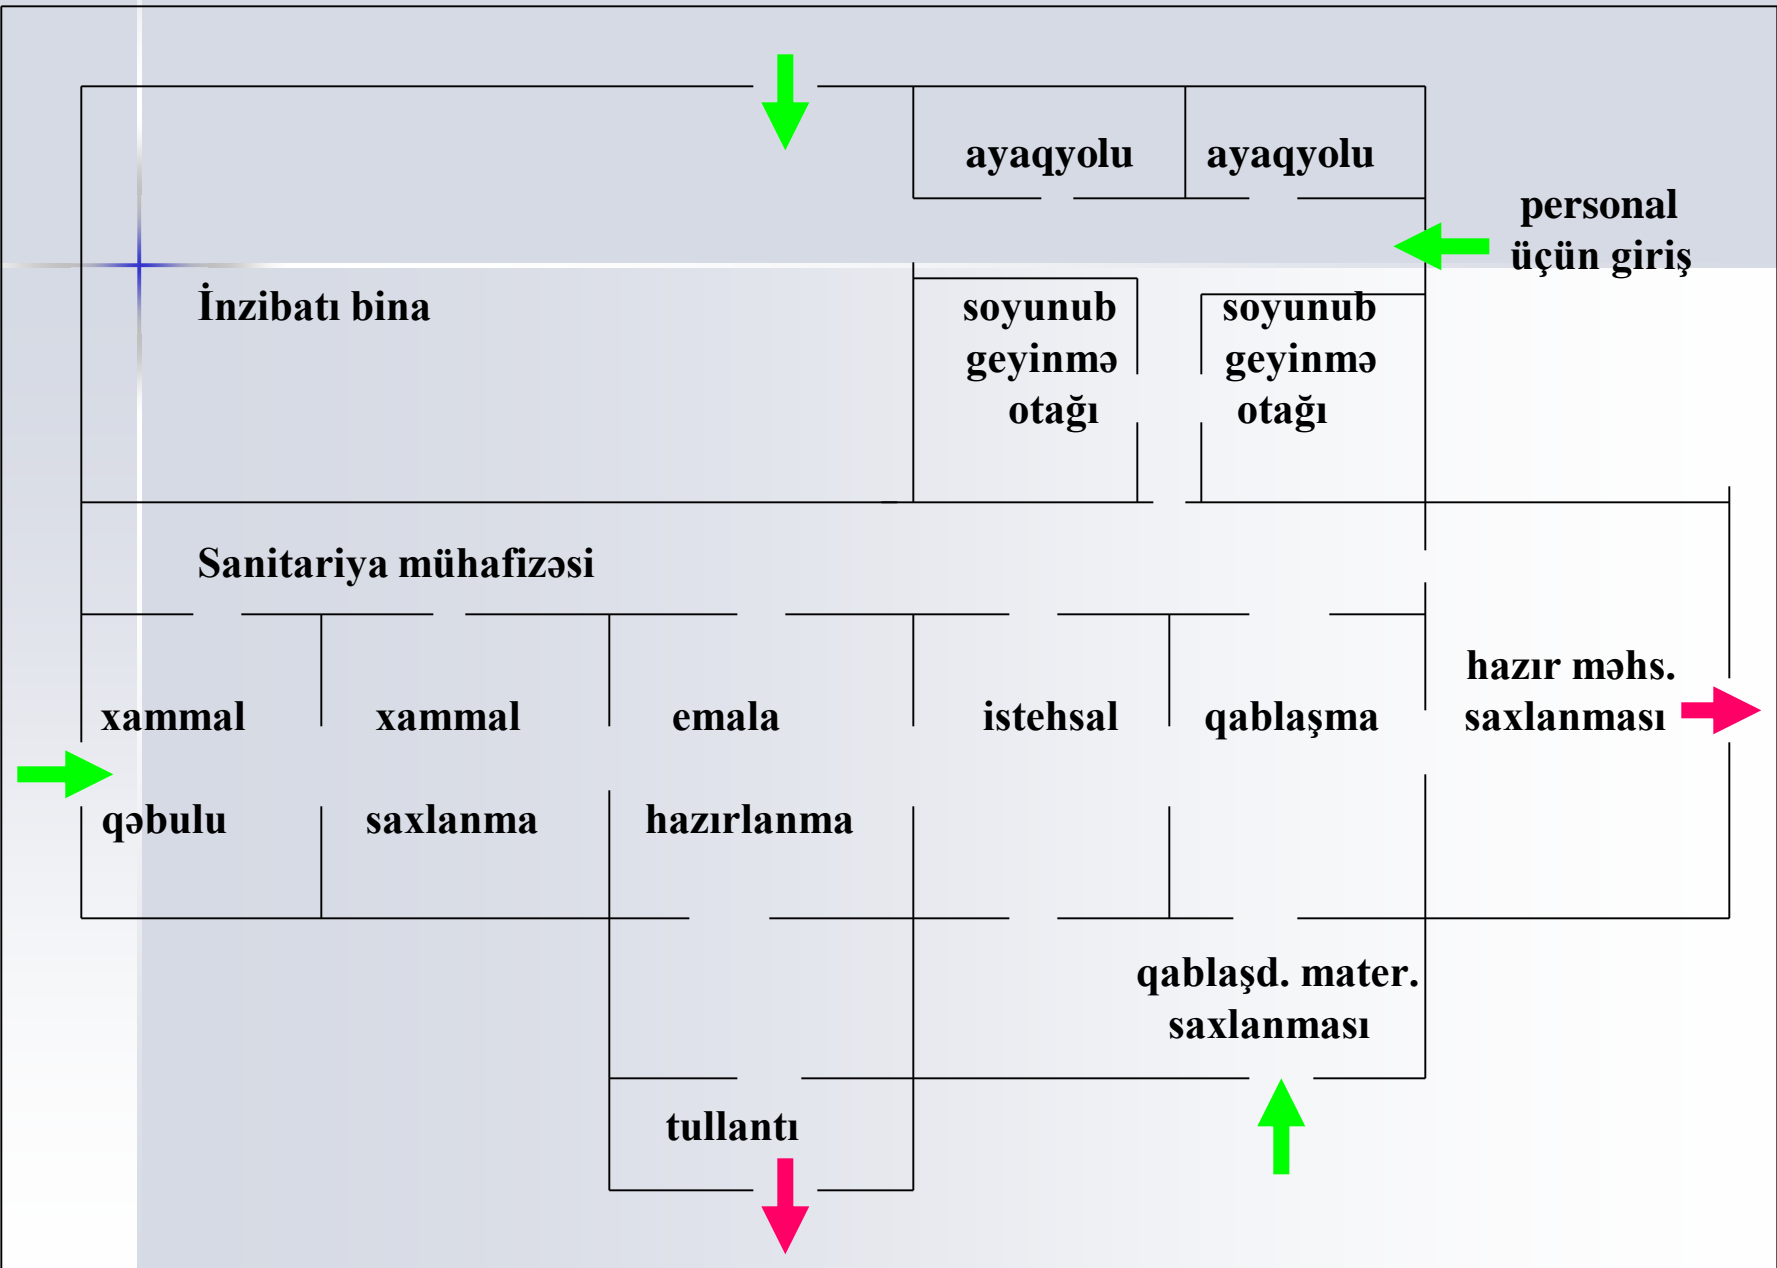 ayaqyolu
ayaqyolu
personal
üçün giriş
İnzibatı bina
soyunub
geyinmə
otağı
soyunub
geyinmə
otağı
Sanitariya mühafizəsi
xammal
qəbulu
xammal
saxlanma
emala
hazırlanma
istehsal
qablaşma
hazır məhs.
saxlanması
qablaşd. mater.
saxlanması
tullantı